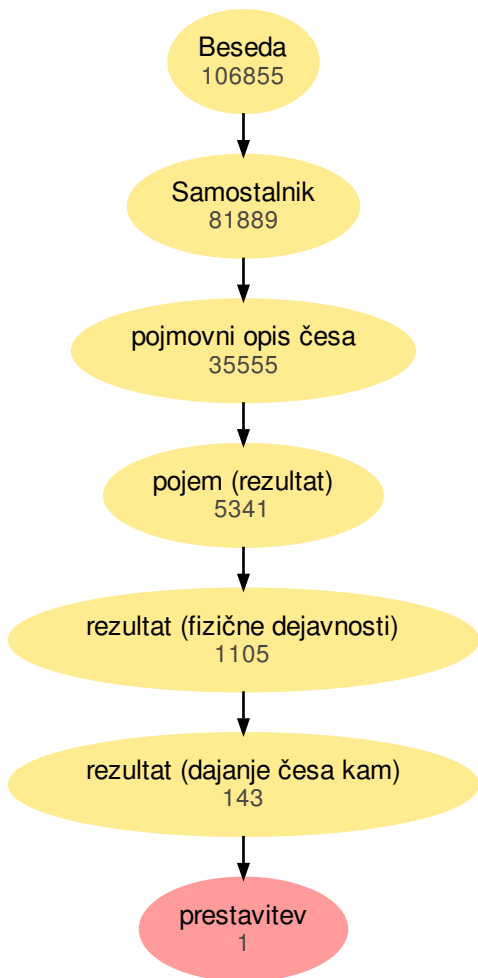 Beseda
106855
Samostalnik
81889
pojmovni opis česa
35555
pojem (rezultat)
5341
rezultat (fizične dejavnosti)
1105
rezultat (dajanje česa kam)
143
prestavitev
1